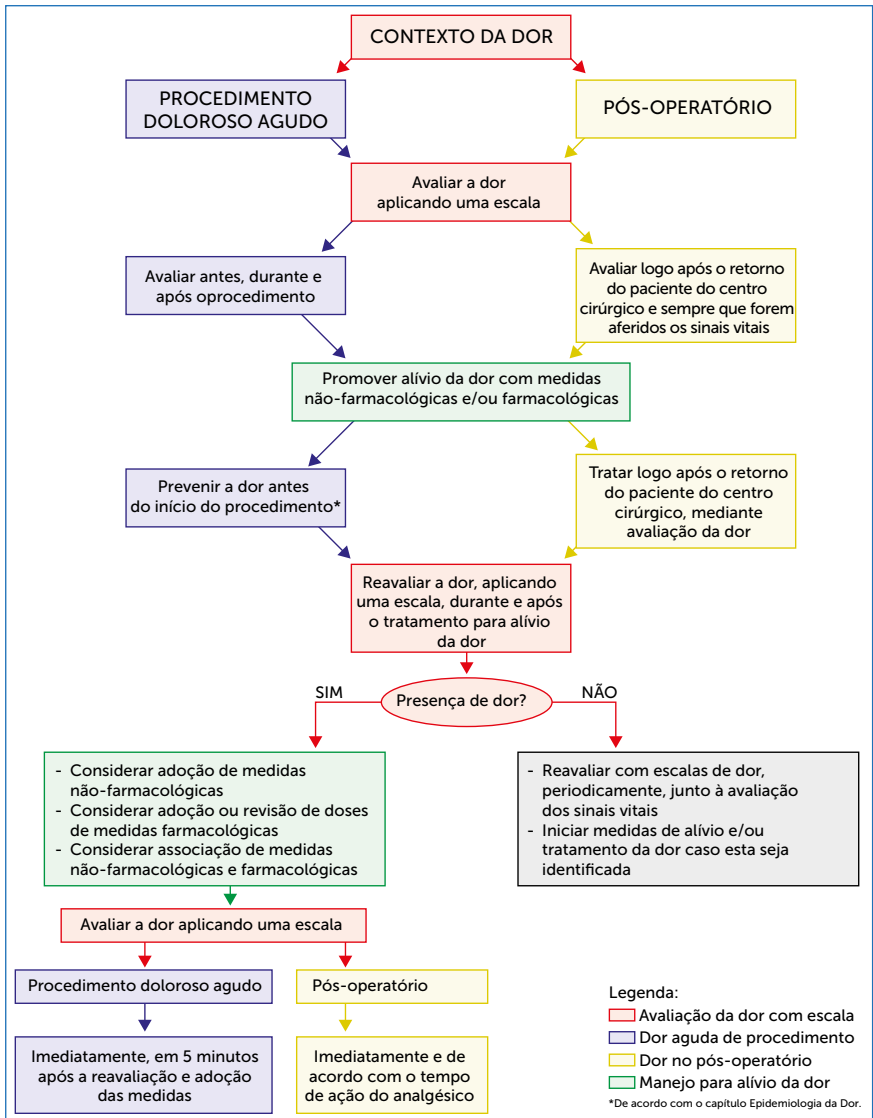 CONTEXTO DA DOR
PROCEDIMENTO
DOLOROSO AGUDO
PÓS-OPERATÓRIO
Avaliar a dor
aplicando uma escala
Avaliar antes, durante e
após oprocedimento
Avaliar logo após o retorno
do paciente do centro
cirúrgico e sempre que forem
aferidos os sinais vitais
Promover alívio da dor com medidas
não-farmacológicas e/ou farmacológicas
Prevenir a dor antes
do início do procedimento*
Tratar logo após o retorno
do paciente do centro
cirúrgico, mediante
avaliação da dor
Reavaliar a dor, aplicando
uma escala, durante e após
o tratamento para alívio
da dor
Presença de dor?
SIM
NÃO
- Considerar adoção de medidas
não-farmacológicas
- Considerar adoção ou revisão de doses
de medidas farmacológicas
- Considerar associação de medidas
não-farmacológicas e farmacológicas
- Reavaliar com escalas de dor,
periodicamente, junto à avaliação
dos sinais vitais
- Iniciar medidas de alívio e/ou
tratamento da dor caso esta seja
identificada
Avaliar a dor aplicando uma escala
Procedimento doloroso agudo
Pós-operatório
Imediatamente, em 5 minutos
após a reavaliação e adoção
das medidas
Imediatamente e de
acordo com o tempo
de ação do analgésico
Legenda:
Avaliação da dor com escala
Dor aguda de procedimento
Dor no pós-operatório
Manejo para alívio da dor
*De acordo com o capítulo Epidemiologia da Dor.